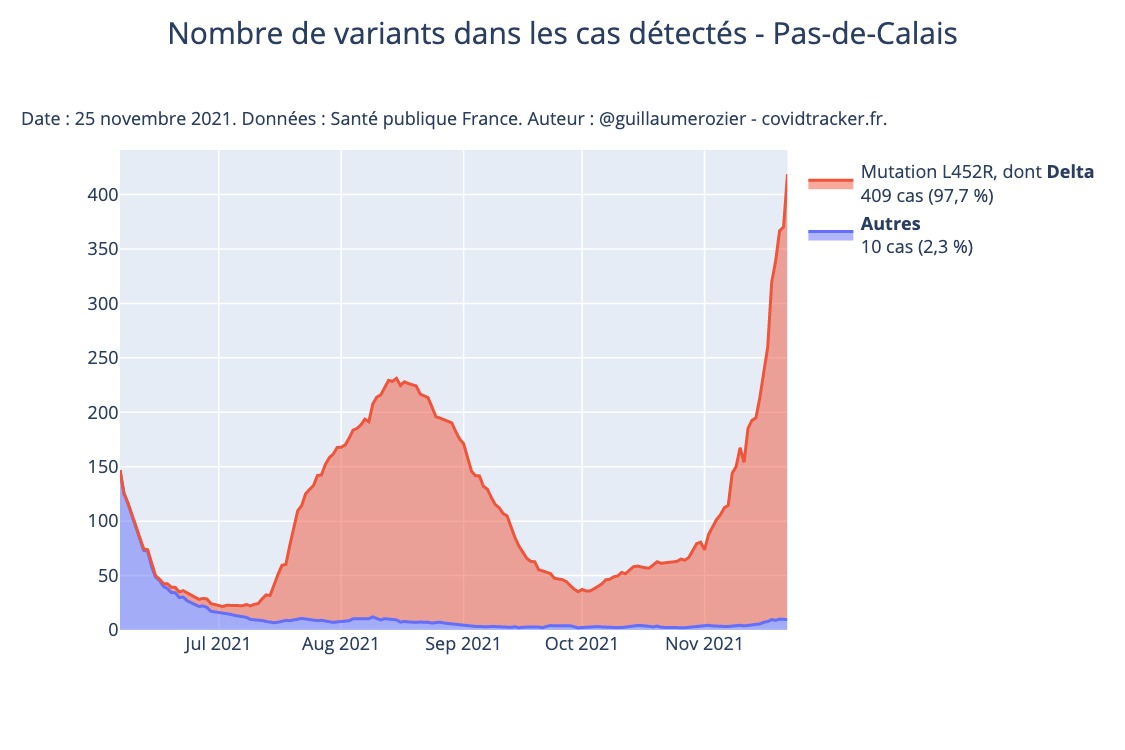 Nombre de variants dans les cas détectés - Pas-de-Calais
Date : 25 novembre 2021. Données : Santé publique France. Auteur : @guillaumerozier - covidtracker.fr.
Mutation L452R, dont Delta
409 cas (97,7 %)
Autres
10 cas (2,3 %)
400
350
300
250
200
150
100
50
0
Jul 2021
Aug 2021
Sep 2021
Oct 2021
Nov 2021